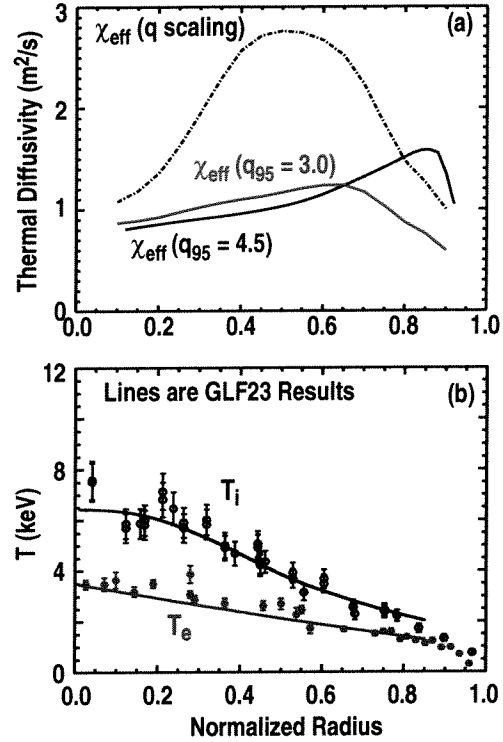 χeff (q scaling)
(a)
Thermal Diffusivity (m²/s)
3
2
1
0
χeff (q95 = 3.0)
χeff (q95 = 4.5)
0.0 0.2 0.4 0.6 0.8 1.0
Lines are GLF23 Results
(b)
T (keV)
12
8
4
0
Ti
Te
0.0 0.2 0.4 0.6 0.8 1.0
Normalized Radius